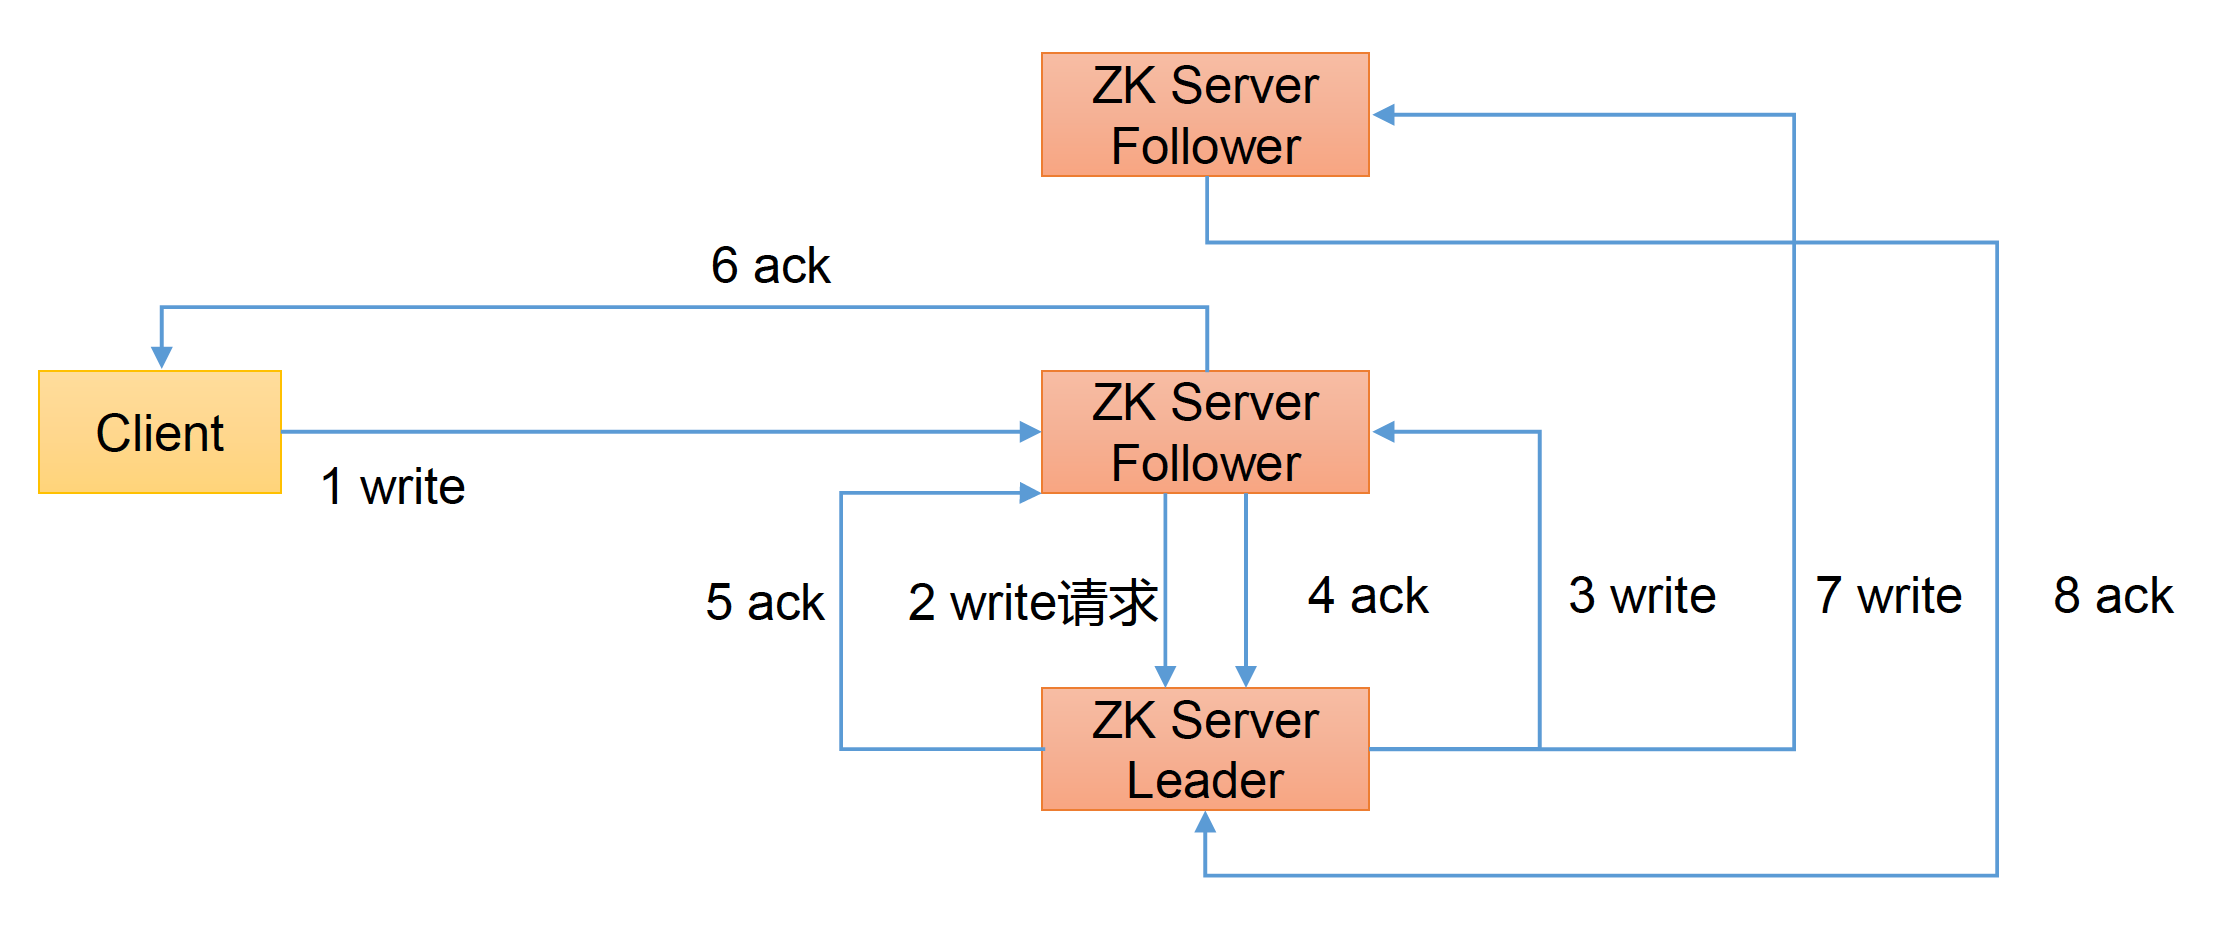 ZK Server
Follower
6 ack
Client
1 write
ZK Server
Follower
5 ack
2 write请求
4 ack
3 write
7 write
8 ack
ZK Server
Leader